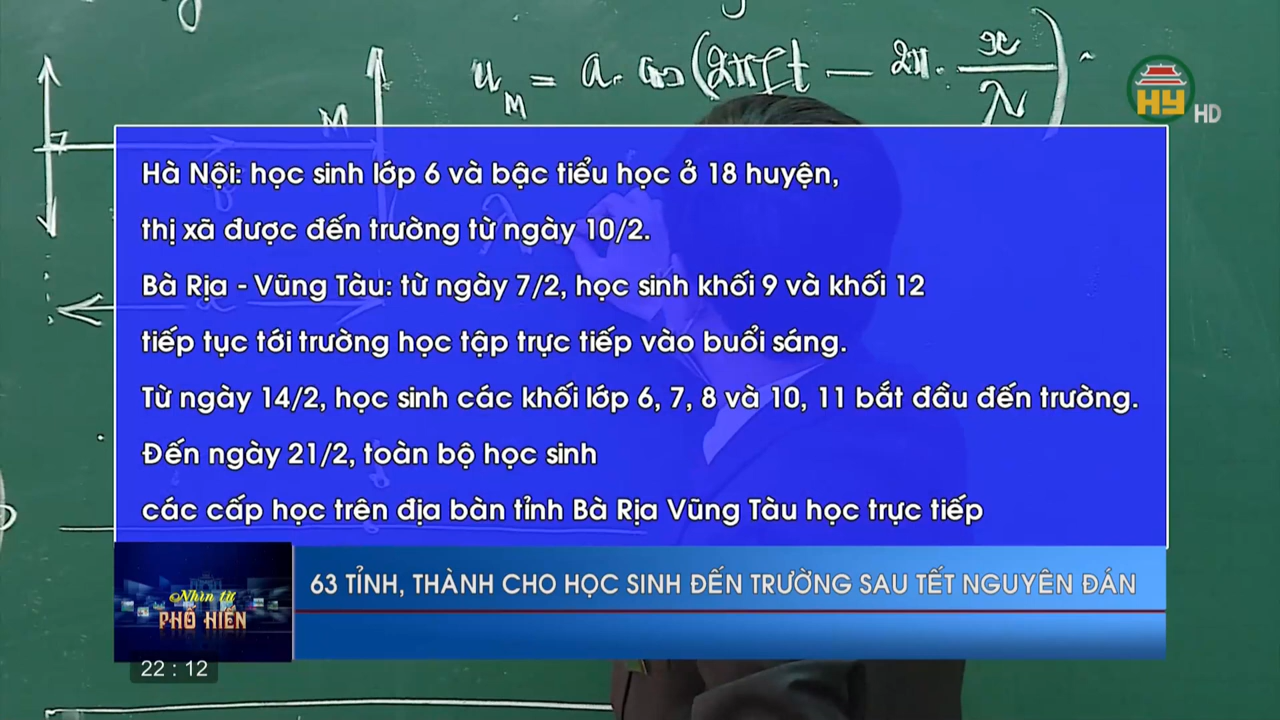 u_M = a. cos(2πft — 2π. x/λ)
M
HY HD
Hà Nội: học sinh lớp 6 và bậc tiểu học ở 18 huyện,
thị xã được đến trường từ ngày 10/2.
Bà Rịa - Vũng Tàu: từ ngày 7/2, học sinh khối 9 và khối 12
tiếp tục tới trường học tập trực tiếp vào buổi sáng.
Từ ngày 14/2, học sinh các khối lớp 6, 7, 8 và 10, 11 bắt đầu đến trường.
Đến ngày 21/2, toàn bộ học sinh
các cấp học trên địa bàn tỉnh Bà Rịa Vũng Tàu học trực tiếp
63 TỈNH, THÀNH CHO HỌC SINH ĐẾN TRƯỜNG SAU TẾT NGUYÊN ĐÁN
Nhìn từ
PHỐ HIẾN
22 : 12